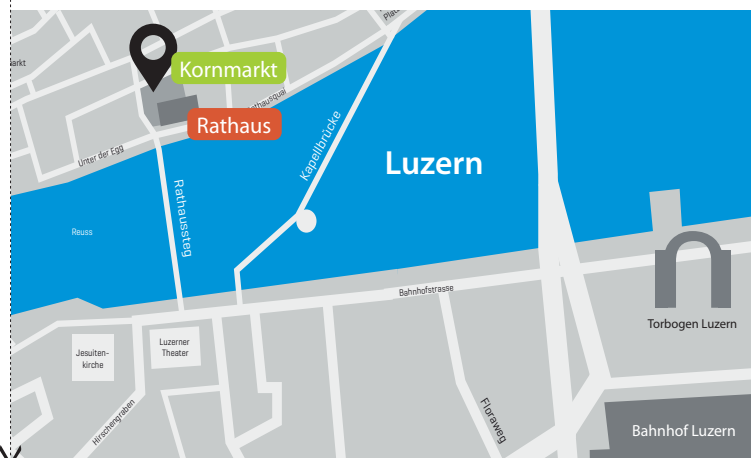 Kornmarkt
Rathaus
Unter der Egg
Rathaussteg
Kapellbrücke
Luzern
Reuss
Bahnhofstrasse
Torbogen Luzern
Jesuiten-
kirche
Luzerner
Theater
Hirschengraben
Floraweg
Bahnhof Luzern